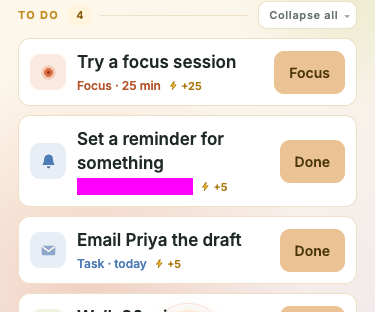 TO DO 4 Collapse all
Try a focus session
Focus · 25 min +25
Focus
Set a reminder for
something
+5
Done
Email Priya the draft
Task · today +5
Done